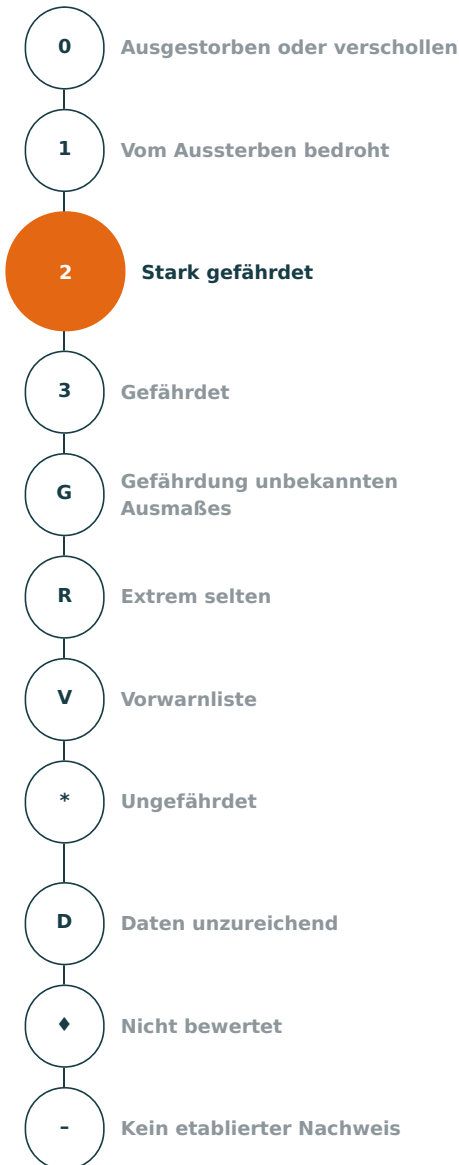 0 Ausgestorben oder verschollen
1 Vom Aussterben bedroht
2 Stark gefährdet
3 Gefährdet
G Gefährdung unbekannten
Ausmaßes
R Extrem selten
V Vorwarnliste
* Ungefährdet
D Daten unzureichend
♦ Nicht bewertet
– Kein etablierter Nachweis